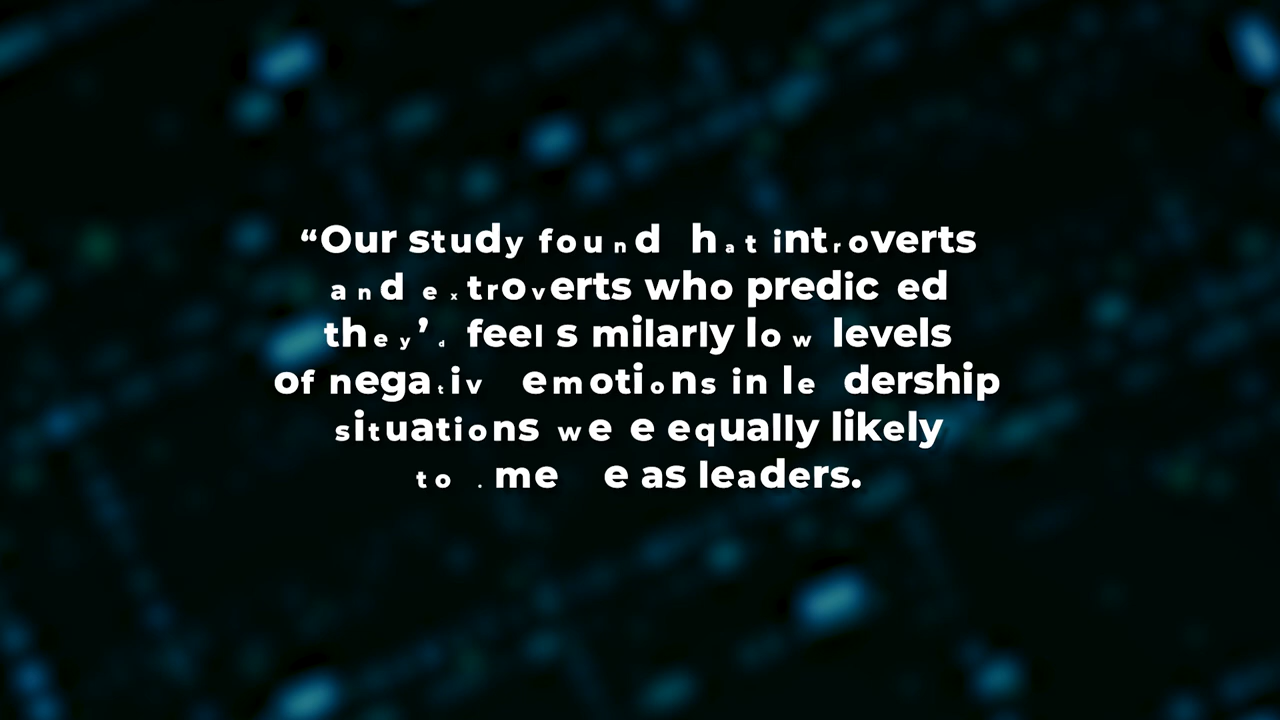 “Our study found hat introverts
and extroverts who predic ed
they’d feel s milarly low levels
of negativ emotions in le dership
situations we e equally likely
to . me e as leaders.